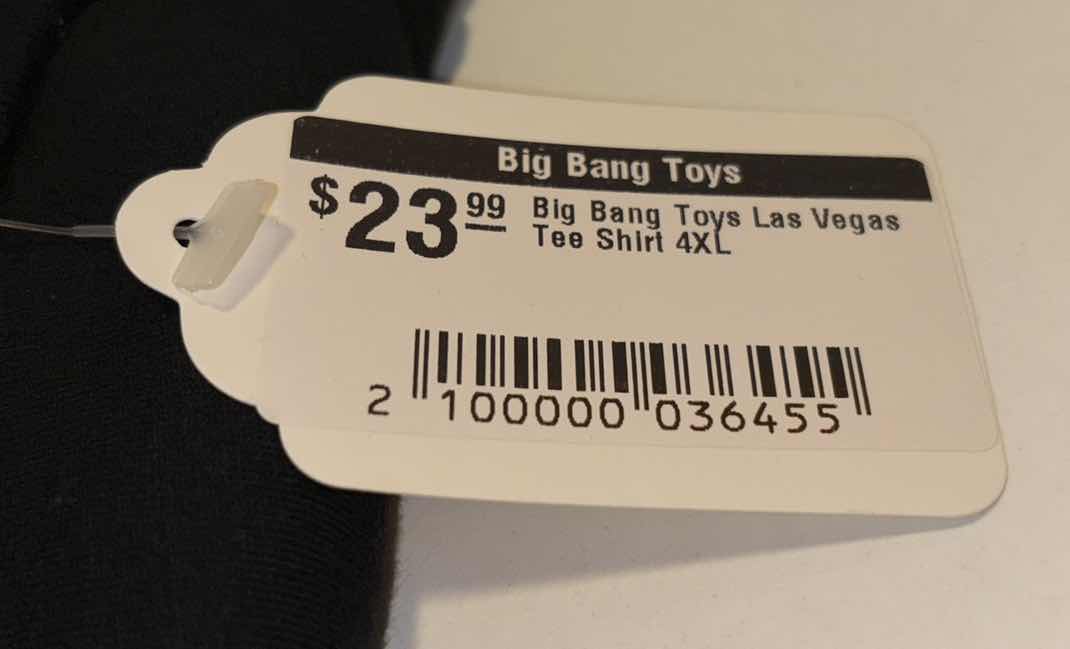 Big Bang Toys
$23.99 Big Bang Toys Las Vegas
Tee Shirt 4XL
2 100000 036455